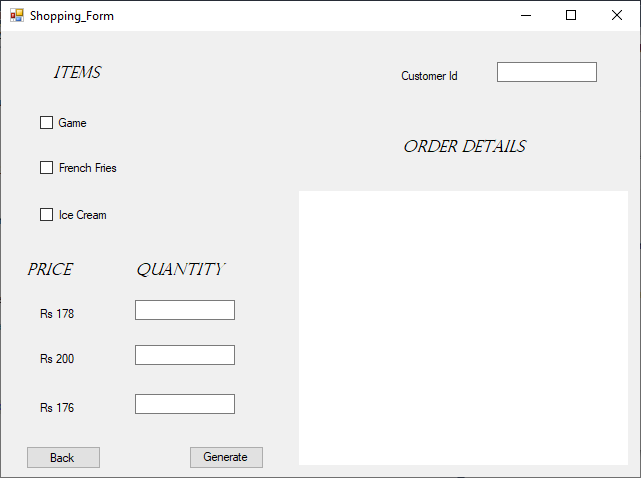 Shopping_Form
ITEMS
Customer Id
Game
ORDER DETAILS
French Fries
Ice Cream
PRICE QUANTITY
Rs 178
Rs 200
Rs 176
Back Generate